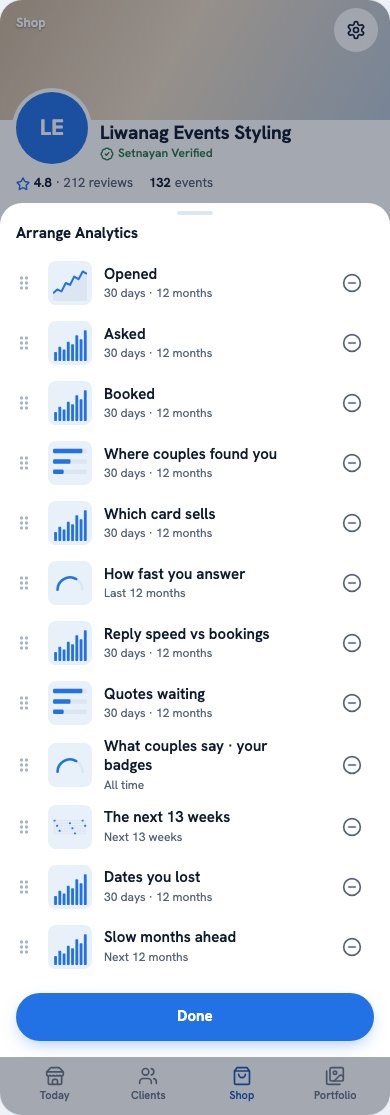 Shop
LE
Liwanag Events Styling
Setnayan Verified
4.8 · 212 reviews 132 events
Arrange Analytics
Opened
30 days · 12 months
Asked
30 days · 12 months
Booked
30 days · 12 months
Where couples found you
30 days · 12 months
Which card sells
30 days · 12 months
How fast you answer
Last 12 months
Reply speed vs bookings
30 days · 12 months
Quotes waiting
30 days · 12 months
What couples say · your
badges
All time
The next 13 weeks
Next 13 weeks
Dates you lost
30 days · 12 months
Slow months ahead
Next 12 months
Done
Today Clients Shop Portfolio